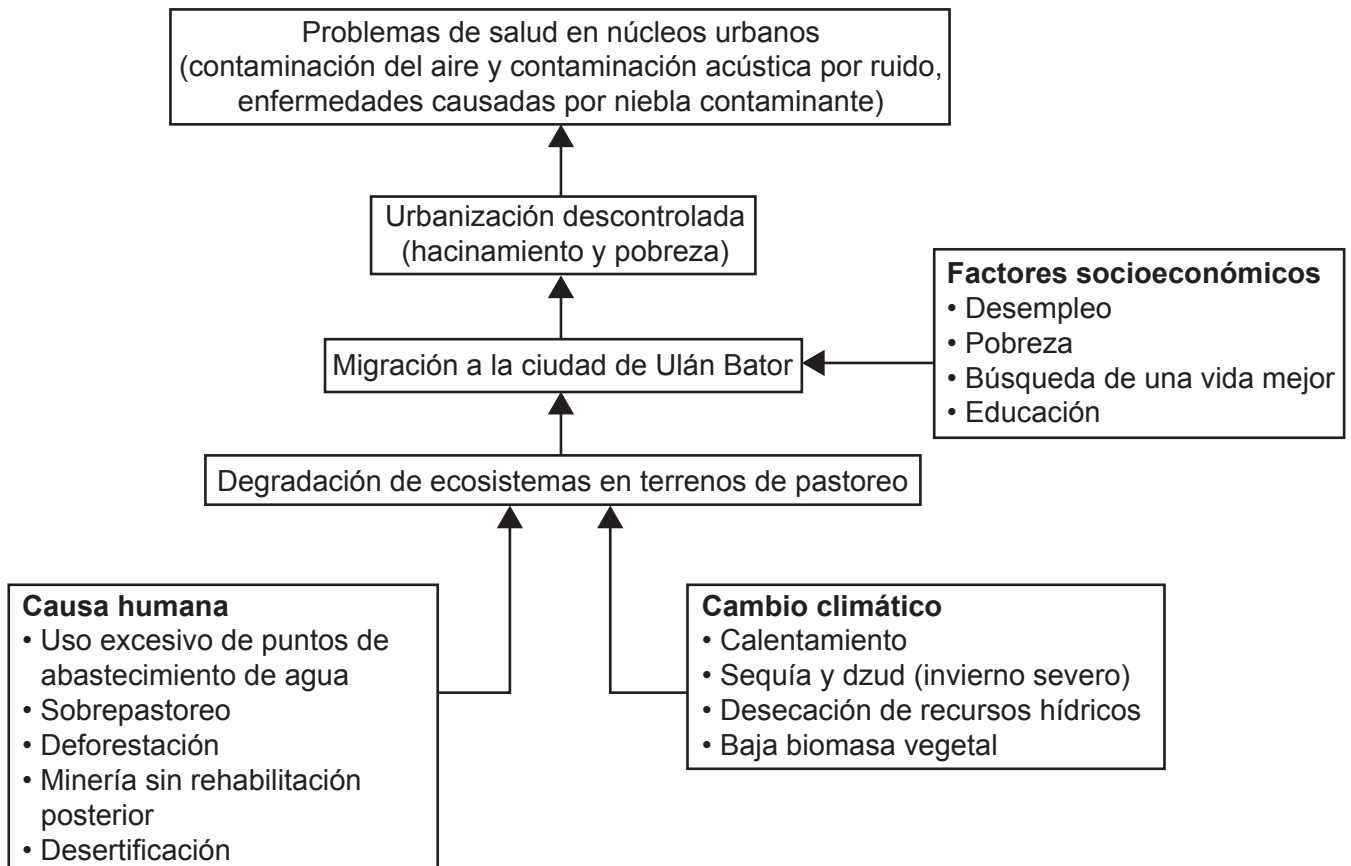 Problemas de salud en núcleos urbanos
(contaminación del aire y contaminación acústica por ruido,
enfermedades causadas por niebla contaminante)
Urbanización descontrolada
(hacinamiento y pobreza)
Factores socioeconómicos
• Desempleo
• Pobreza
• Búsqueda de una vida mejor
• Educación
Migración a la ciudad de Ulán Bator
Degradación de ecosistemas en terrenos de pastoreo
Causa humana
• Uso excesivo de puntos de
abastecimiento de agua
• Sobrepastoreo
• Deforestación
• Minería sin rehabilitación
posterior
• Desertificación
Cambio climático
• Calentamiento
• Sequía y dzud (invierno severo)
• Desecación de recursos hídricos
• Baja biomasa vegetal